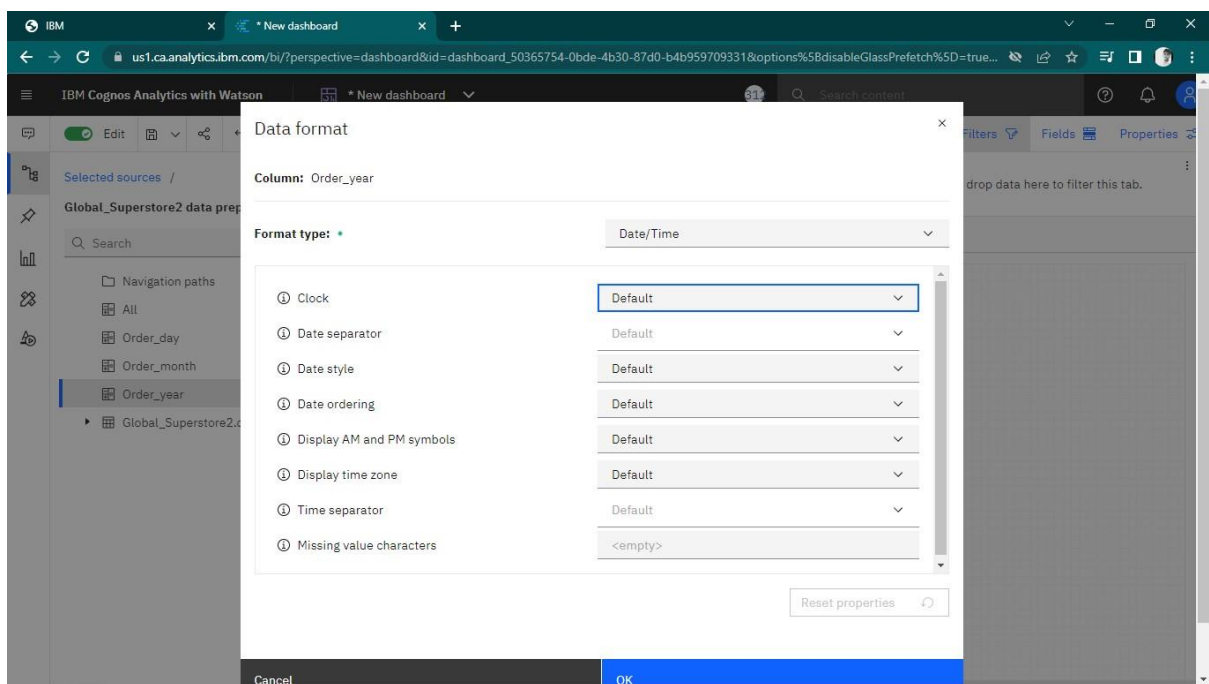 IBM
* New dashboard
us1.ca.analytics.ibm.com/bi/?perspective=dashboard&id=dashboard_50365754-0bde-4b30-87d0-b4b959709331&options%5BdisableGlassPrefetch%5D=true...
IBM Cognos Analytics with Watson
* New dashboard
Search content
Edit
Filters
Fields
Properties
Data format
Column: Order_year
Selected sources /
drop data here to filter this tab.
Global_Superstore2 data prep
Format type:
Date/Time
Search
Navigation paths
All
Order_day
Order_month
Order_year
Global_Superstore2.c
Clock Default
Date separator Default
Date style Default
Date ordering Default
Display AM and PM symbols Default
Display time zone Default
Time separator Default
Missing value characters <empty>
Reset properties
Cancel
OK